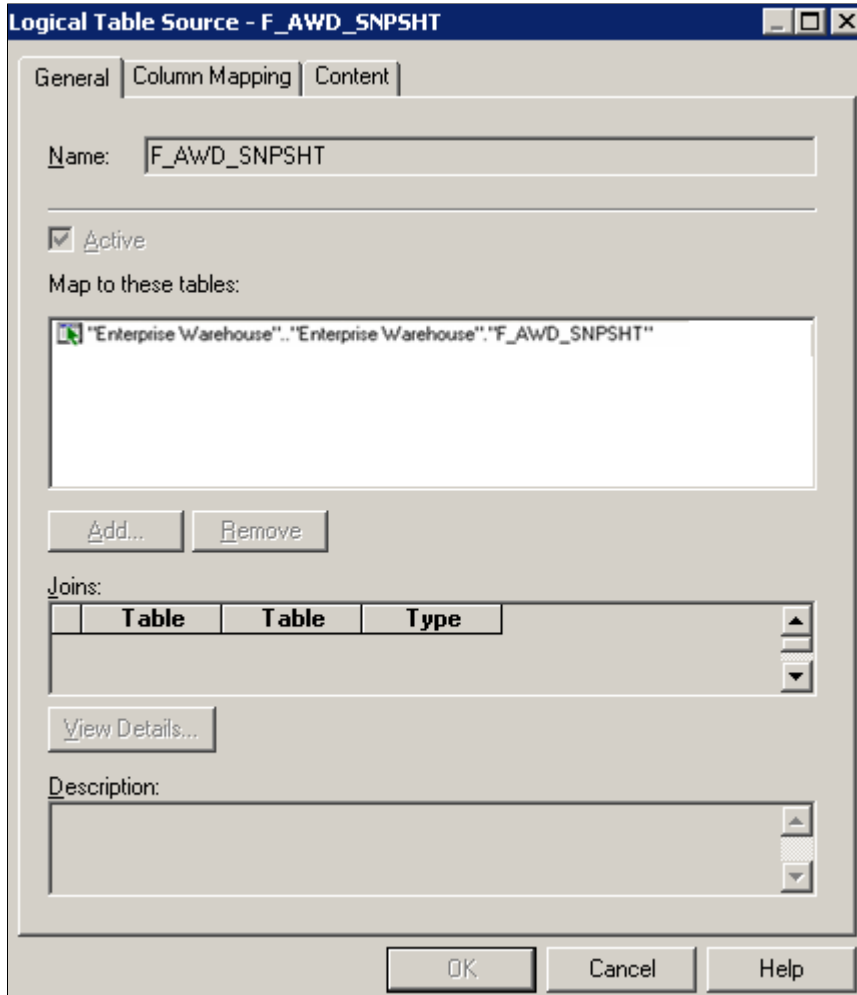 Logical Table Source - F_AWD_SNPSHT
General Column Mapping Content
Name: F_AWD_SNPSHT
Active
Map to these tables:
"Enterprise Warehouse".."Enterprise Warehouse"."F_AWD_SNPSHT"
Add... Remove
Joins:
Table Table Type
View Details...
Description:
OK Cancel Help